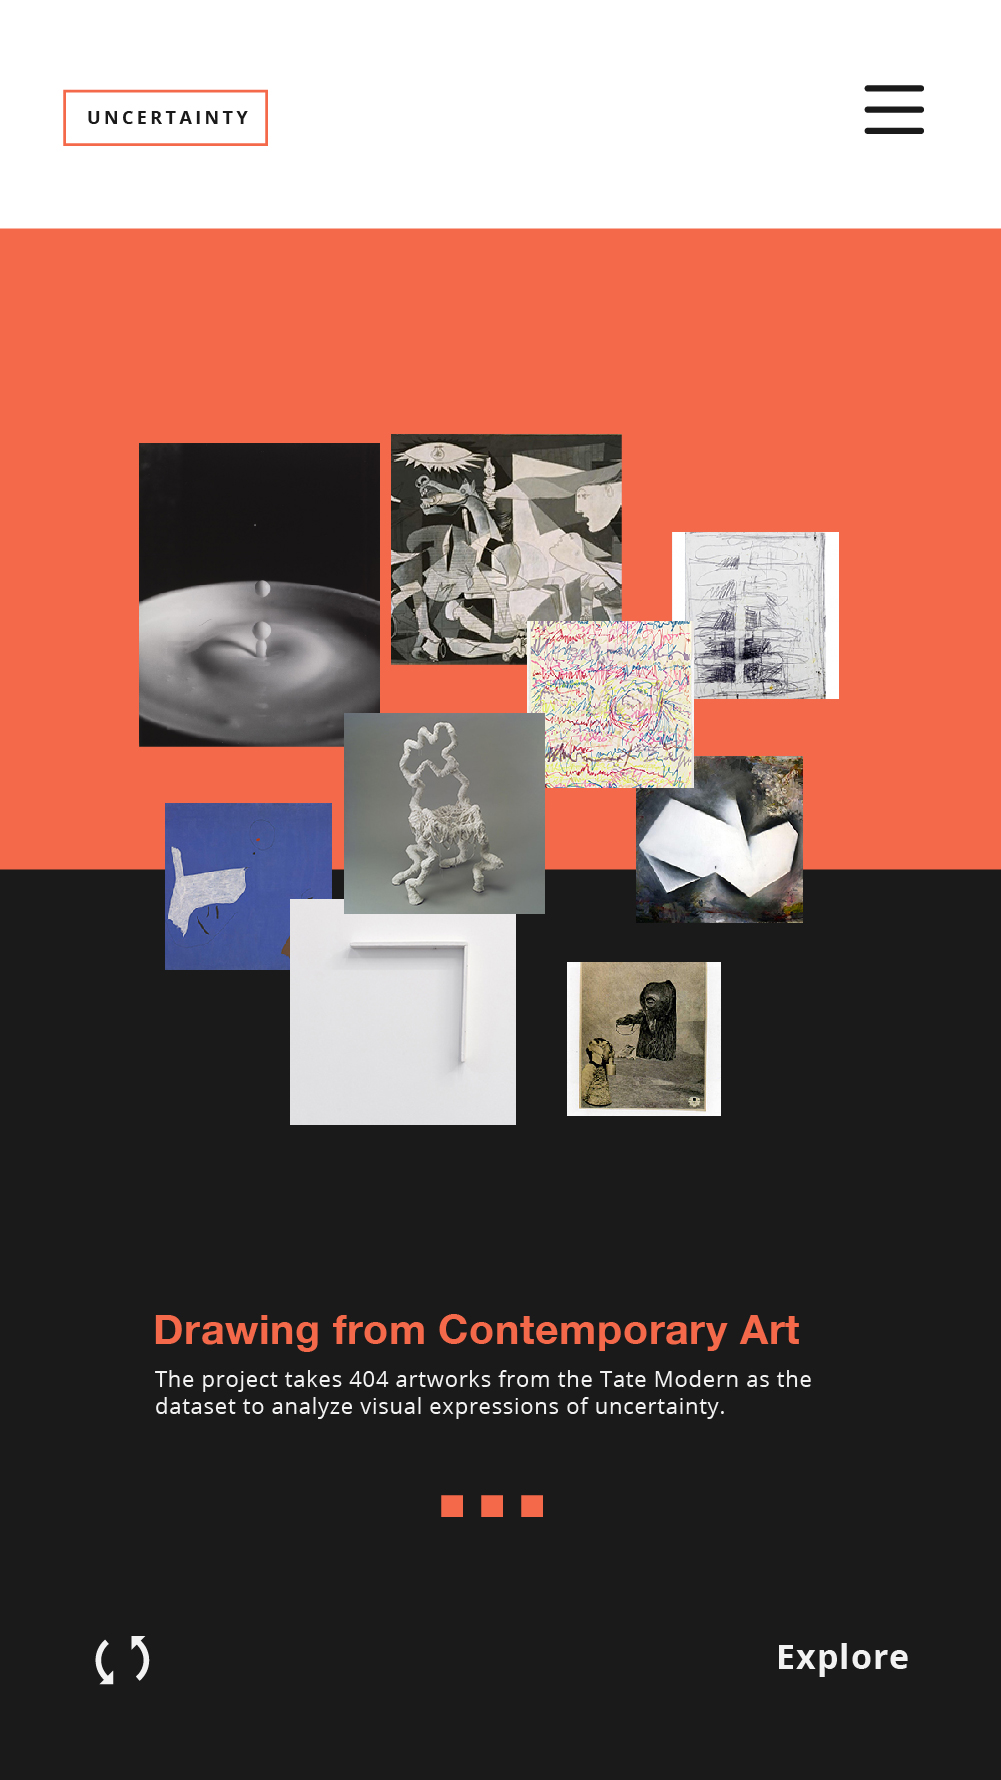 UNCERTAINTY
Drawing from Contemporary Art
The project takes 404 artworks from the Tate Modern as the
dataset to analyze visual expressions of uncertainty.
Explore